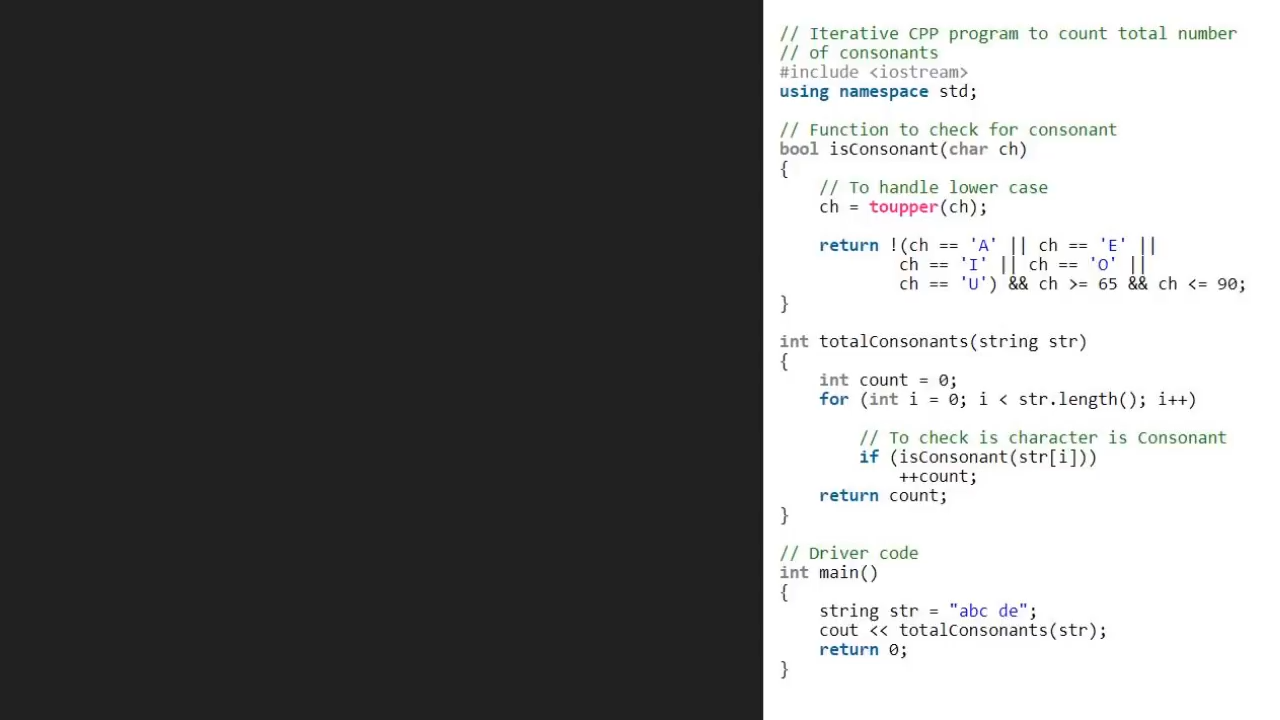 // Iterative CPP program to count total number
// of consonants
#include <iostream>
using namespace std;
// Function to check for consonant
bool isConsonant(char ch)
{
    // To handle lower case
    ch = toupper(ch);
    return !(ch == 'A' || ch == 'E' ||
            ch == 'I' || ch == 'O' ||
            ch == 'U') && ch >= 65 && ch <= 90;
}
int totalConsonants(string str)
{
    int count = 0;
    for (int i = 0; i < str.length(); i++)
        // To check is character is Consonant
        if (isConsonant(str[i]))
            ++count;
    return count;
}
// Driver code
int main()
{
    string str = "abc de";
    cout << totalConsonants(str);
    return 0;
}